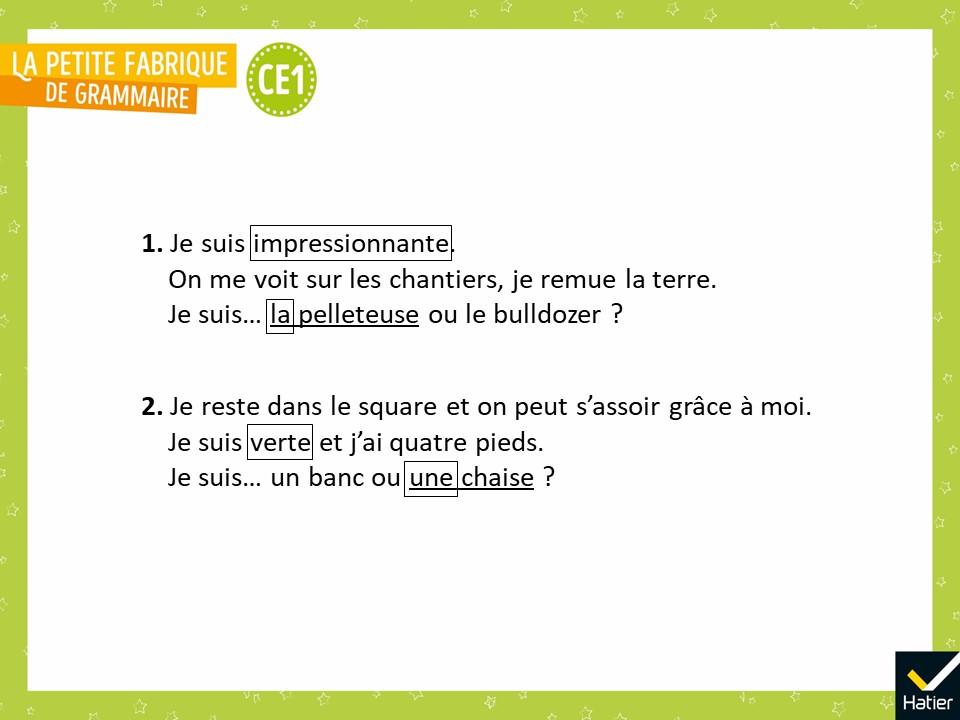 LA PETITE FABRIQUE
DE GRAMMAIRE
CE1
1. Je suis impressionnante.
On me voit sur les chantiers, je remue la terre.
Je suis… la pelleteuse ou le bulldozer ?
2. Je reste dans le square et on peut s’assoir grâce à moi.
Je suis verte et j’ai quatre pieds.
Je suis… un banc ou une chaise ?
Hatier